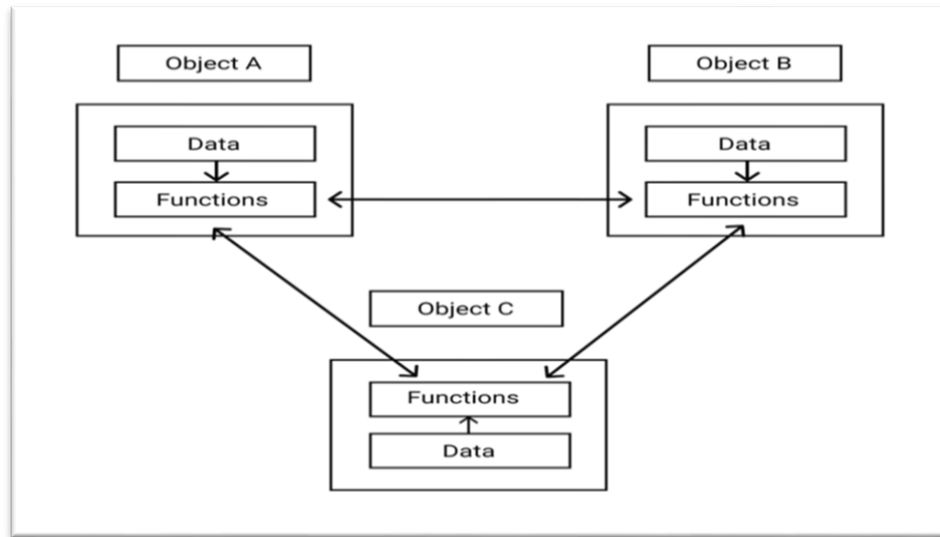 Object A
Object B
Data
Data
Functions
Functions
Object C
Functions
Data